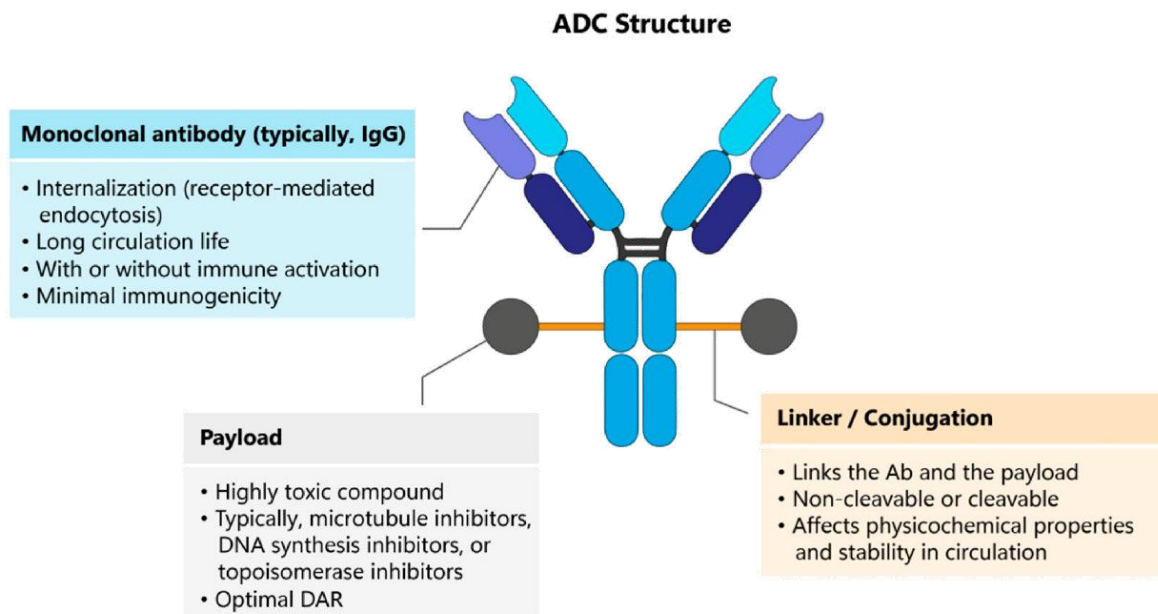 ADC Structure
Monoclonal antibody (typically, IgG)
• Internalization (receptor-mediated
endocytosis)
• Long circulation life
• With or without immune activation
• Minimal immunogenicity
Payload
• Highly toxic compound
• Typically, microtubule inhibitors,
DNA synthesis inhibitors, or
topoisomerase inhibitors
• Optimal DAR
Linker / Conjugation
• Links the Ab and the payload
• Non-cleavable or cleavable
• Affects physicochemical properties
and stability in circulation